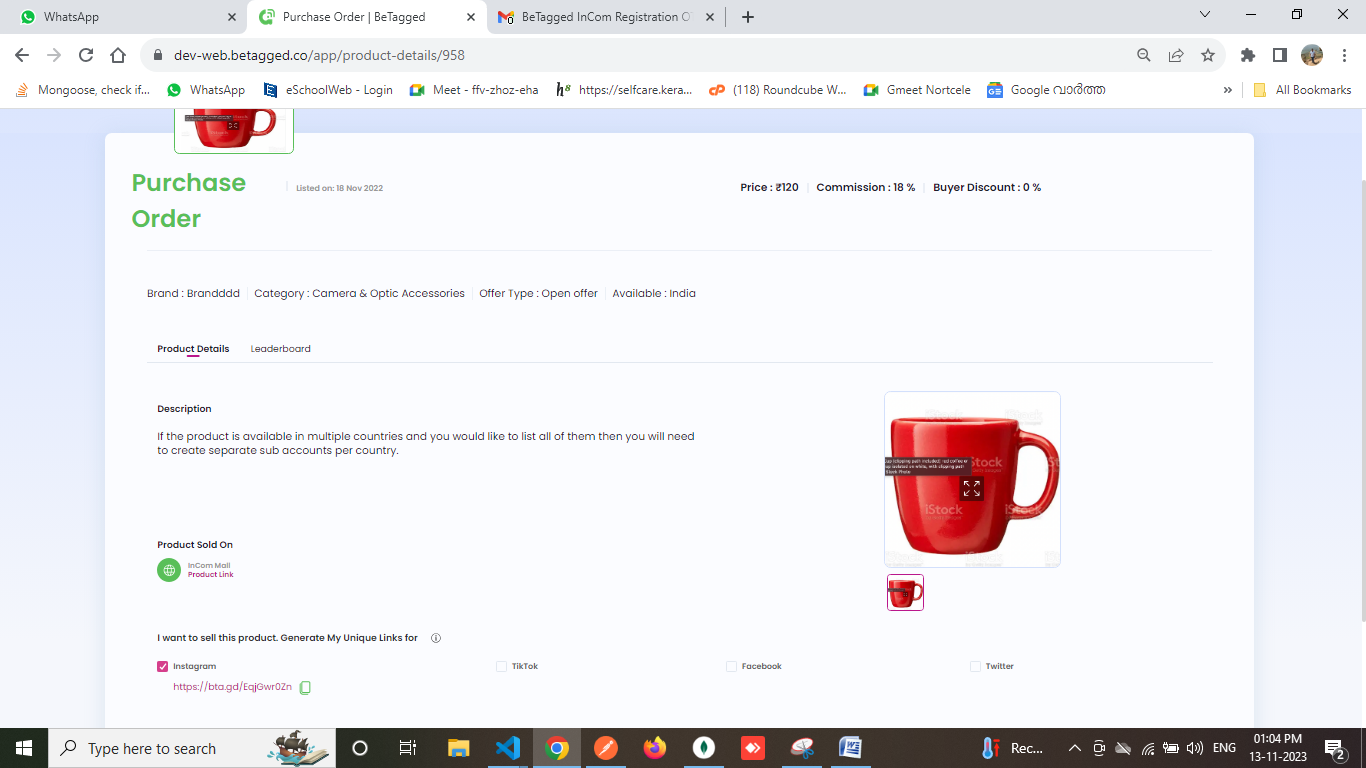 WhatsApp
Purchase Order | BeTagged
BeTagged InCom Registration O
dev-web.betagged.co/app/product-details/958
Mongoose, check if...
WhatsApp
eSchoolWeb - Login
Meet - ffv-zhoz-eha
https://selfcare.kera...
(118) Roundcube W...
Gmeet Nortcele
Google വാർത്ത
»
All Bookmarks
Purchase
Order
Listed on: 18 Nov 2022
Price : ₹120
Commission : 18 %
Buyer Discount : 0 %
Brand : Brandddd
Category : Camera & Optic Accessories
Offer Type : Open offer
Available : India
Product Details
Leaderboard
Description
If the product is available in multiple countries and you would like to list all of them then you will need
to create separate sub accounts per country.
iStock
iStock
iStock
Product Sold On
InCom Mall
Product Link
I want to sell this product. Generate My Unique Links for
Instagram
TikTok
Facebook
Twitter
https://bta.gd/EqjGwr0Zn
Type here to search
Rec...
ENG
01:04 PM
13-11-2023
2